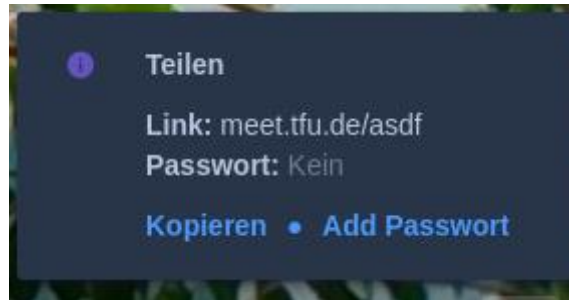 Teilen
Link: meet.tfu.de/asdf
Passwort: Kein
Kopieren • Add Passwort